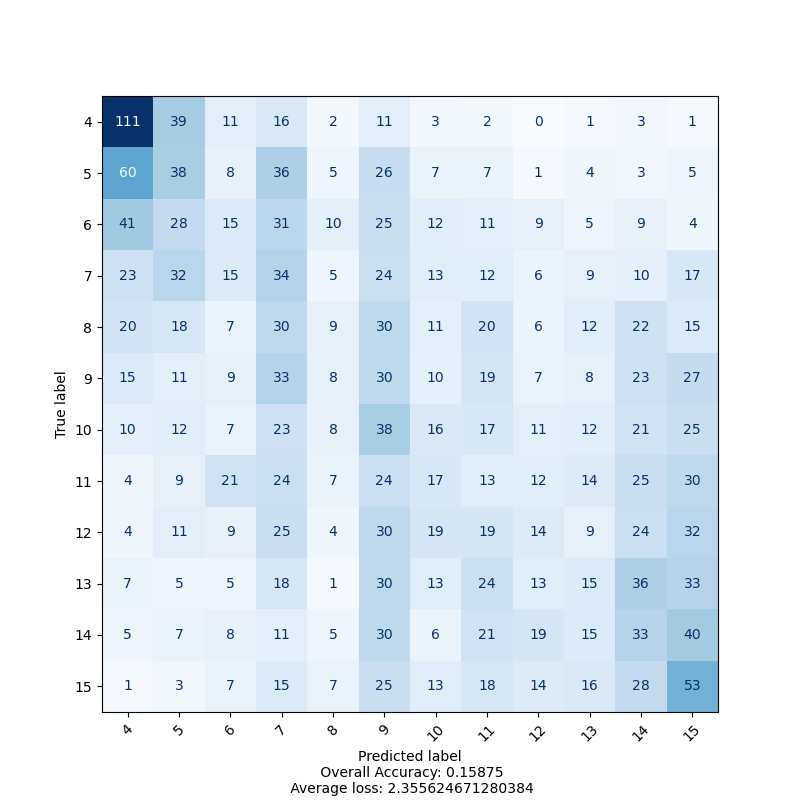 4 111 39 11 16 2 11 3 2 0 1 3 1
5 60 38 8 36 5 26 7 7 1 4 3 5
6 41 28 15 31 10 25 12 11 9 5 9 4
7 23 32 15 34 5 24 13 12 6 9 10 17
8 20 18 7 30 9 30 11 20 6 12 22 15
9 15 11 9 33 8 30 10 19 7 8 23 27
True label
10 10 12 7 23 8 38 16 17 11 12 21 25
11 4 9 21 24 7 24 17 13 12 14 25 30
12 4 11 9 25 4 30 19 19 14 9 24 32
13 7 5 5 18 1 30 13 24 13 15 36 33
14 5 7 8 11 5 30 6 21 19 15 33 40
15 1 3 7 15 7 25 13 18 14 16 28 53
4 5 6 7 8 9 10 11 12 13 14 15
Predicted label
Overall Accuracy: 0.15875
Average loss: 2.355624671280384